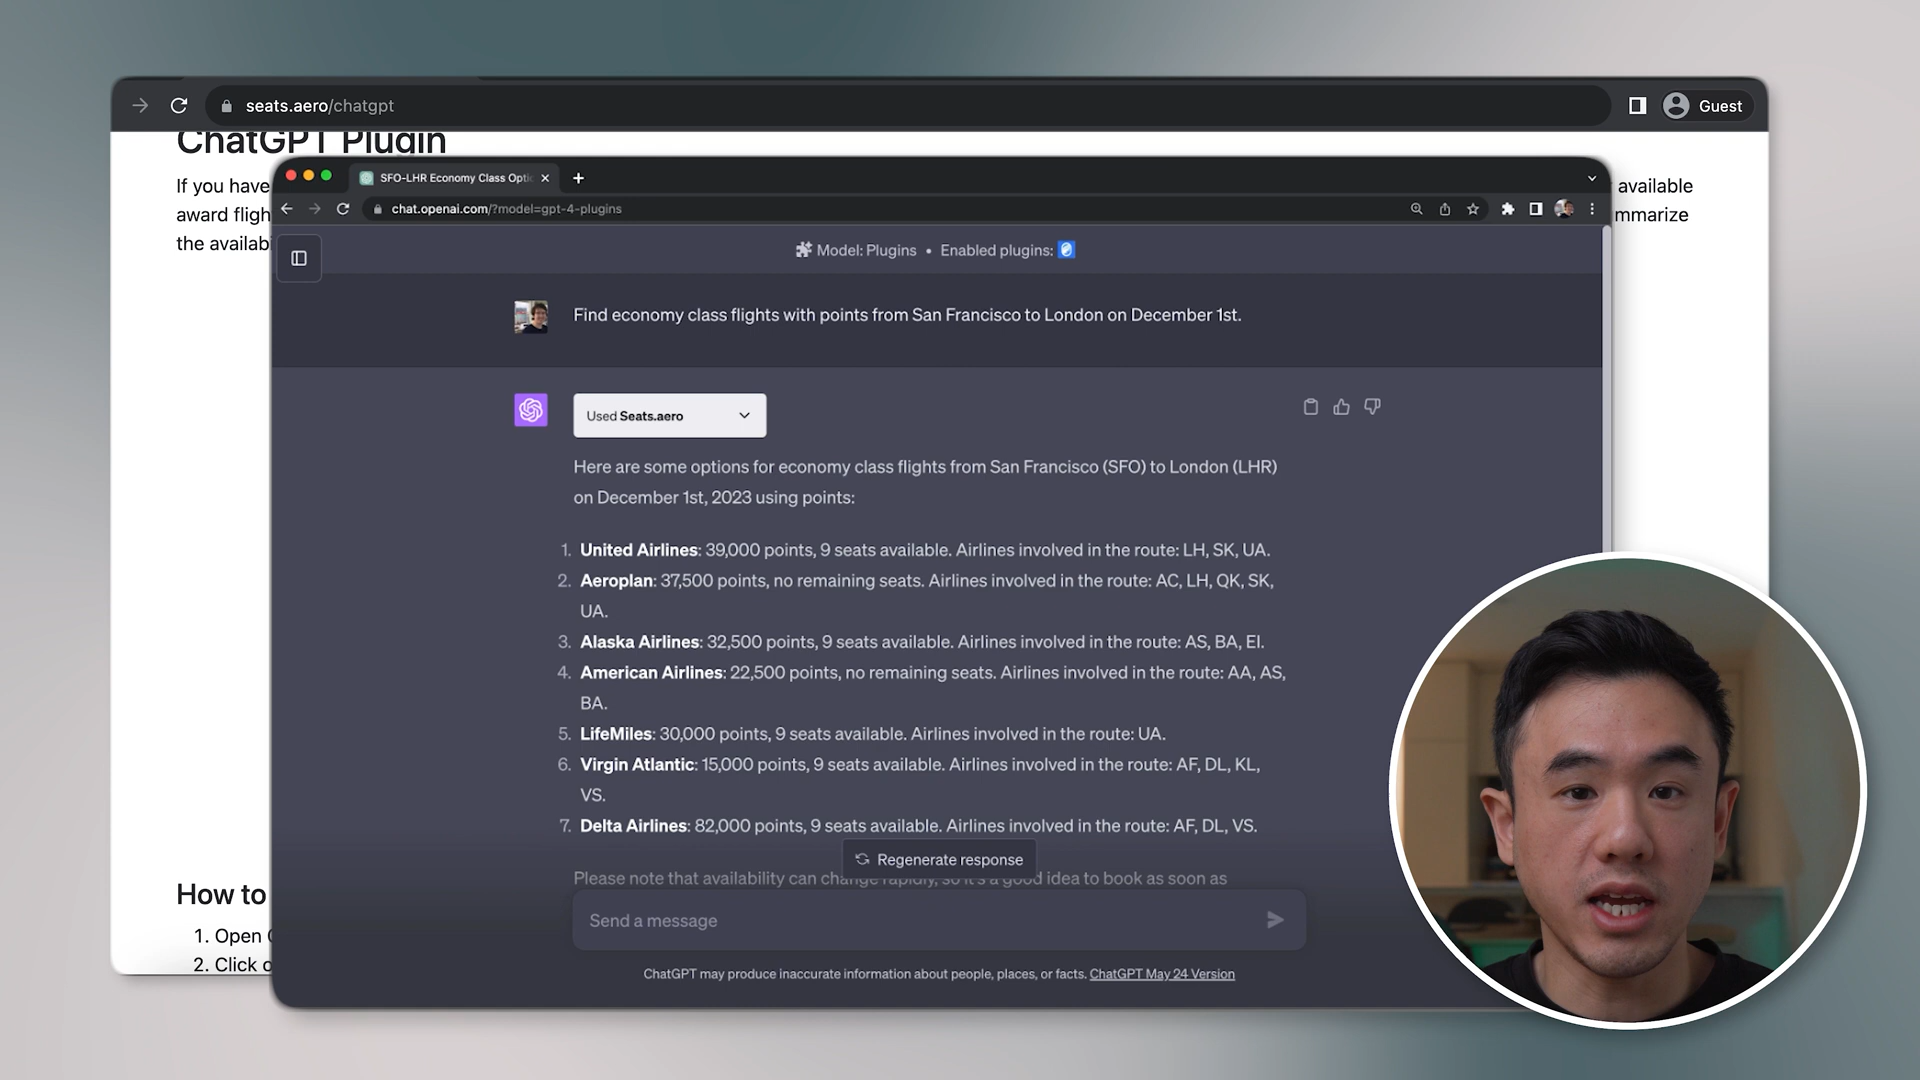 seats.aero/chatgpt
Guest
ChatGPT Plugin
If you have
available
award fligh
mmarize
the availabi
SFO-LHR Economy Class Opti
chat.openai.com/?model=gpt-4-plugins
Model: Plugins • Enabled plugins:
Find economy class flights with points from San Francisco to London on December 1st.
Used Seats.aero
Here are some options for economy class flights from San Francisco (SFO) to London (LHR)
on December 1st, 2023 using points:
1. United Airlines: 39,000 points, 9 seats available. Airlines involved in the route: LH, SK, UA.
2. Aeroplan: 37,500 points, no remaining seats. Airlines involved in the route: AC, LH, QK, SK,
UA.
3. Alaska Airlines: 32,500 points, 9 seats available. Airlines involved in the route: AS, BA, EI.
4. American Airlines: 22,500 points, no remaining seats. Airlines involved in the route: AA, AS,
BA.
5. LifeMiles: 30,000 points, 9 seats available. Airlines involved in the route: UA.
6. Virgin Atlantic: 15,000 points, 9 seats available. Airlines involved in the route: AF, DL, KL,
VS.
7. Delta Airlines: 82,000 points, 9 seats available. Airlines involved in the route: AF, DL, VS.
Regenerate response
Please note that availability can change rapidly, so it's a good idea to book as soon as
Send a message
ChatGPT may produce inaccurate information about people, places, or facts. ChatGPT May 24 Version
How to
1. Open
2. Click